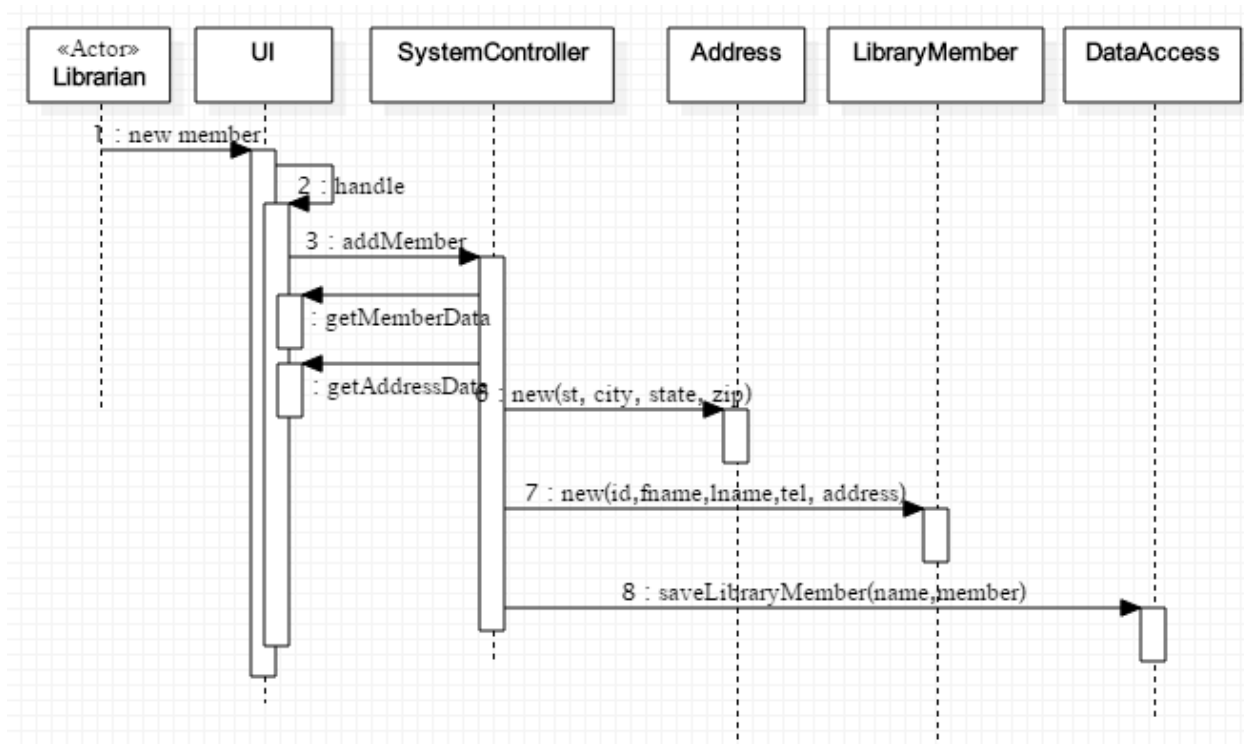 «Actor»
Librarian
UI
SystemController
Address
LibraryMember
DataAccess
1 : new member
2 : handle
3 : addMember
: getMemberData
: getAddressData
6 : new(st, city, state, zip)
7 : new(id,fname,lname,tel, address)
8 : saveLibraryMember(name,member)